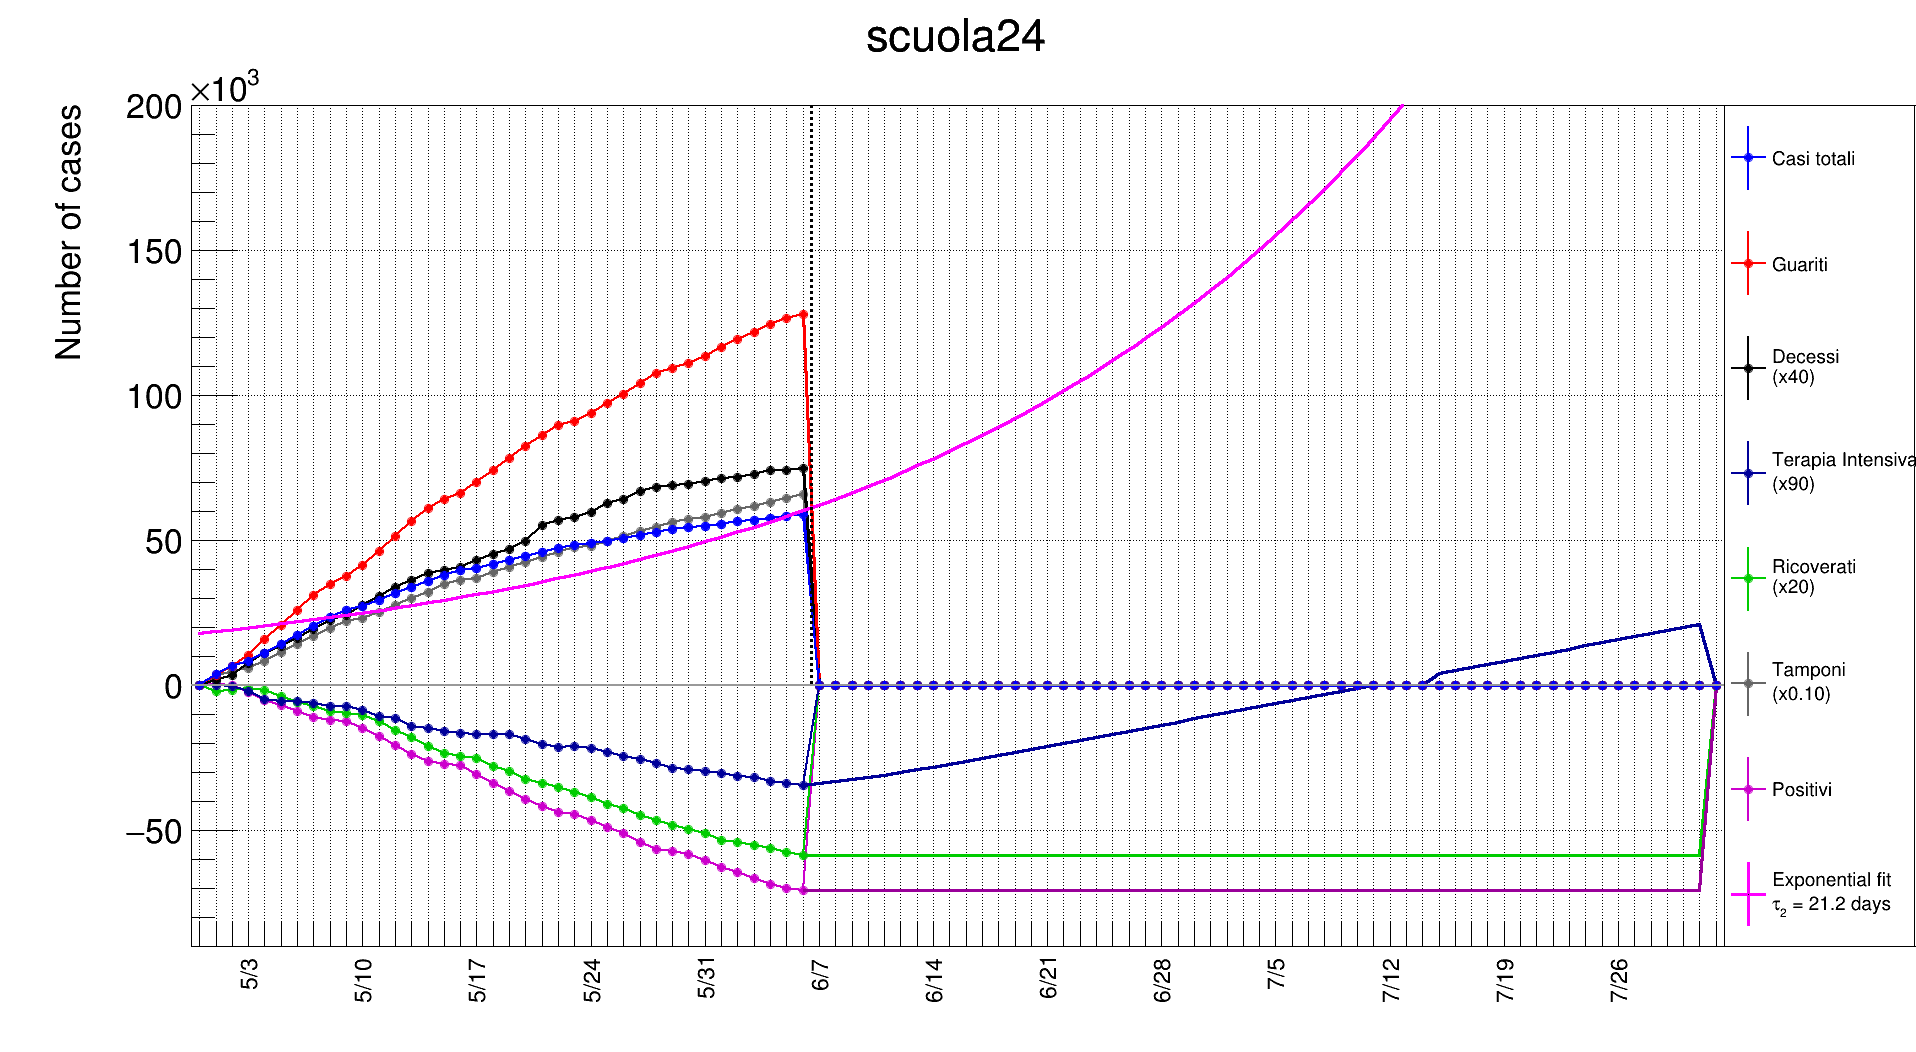 scuola24
×10³
Number of cases
200
150
100
50
0
−50
5/3
5/10
5/17
5/24
5/31
6/7
6/14
6/21
6/28
7/5
7/12
7/19
7/26
Casi totali
Guariti
Decessi
(x40)
Terapia Intensiva
(x90)
Ricoverati
(x20)
Tamponi
(x0.10)
Positivi
Exponential fit
τ₂ = 21.2 days